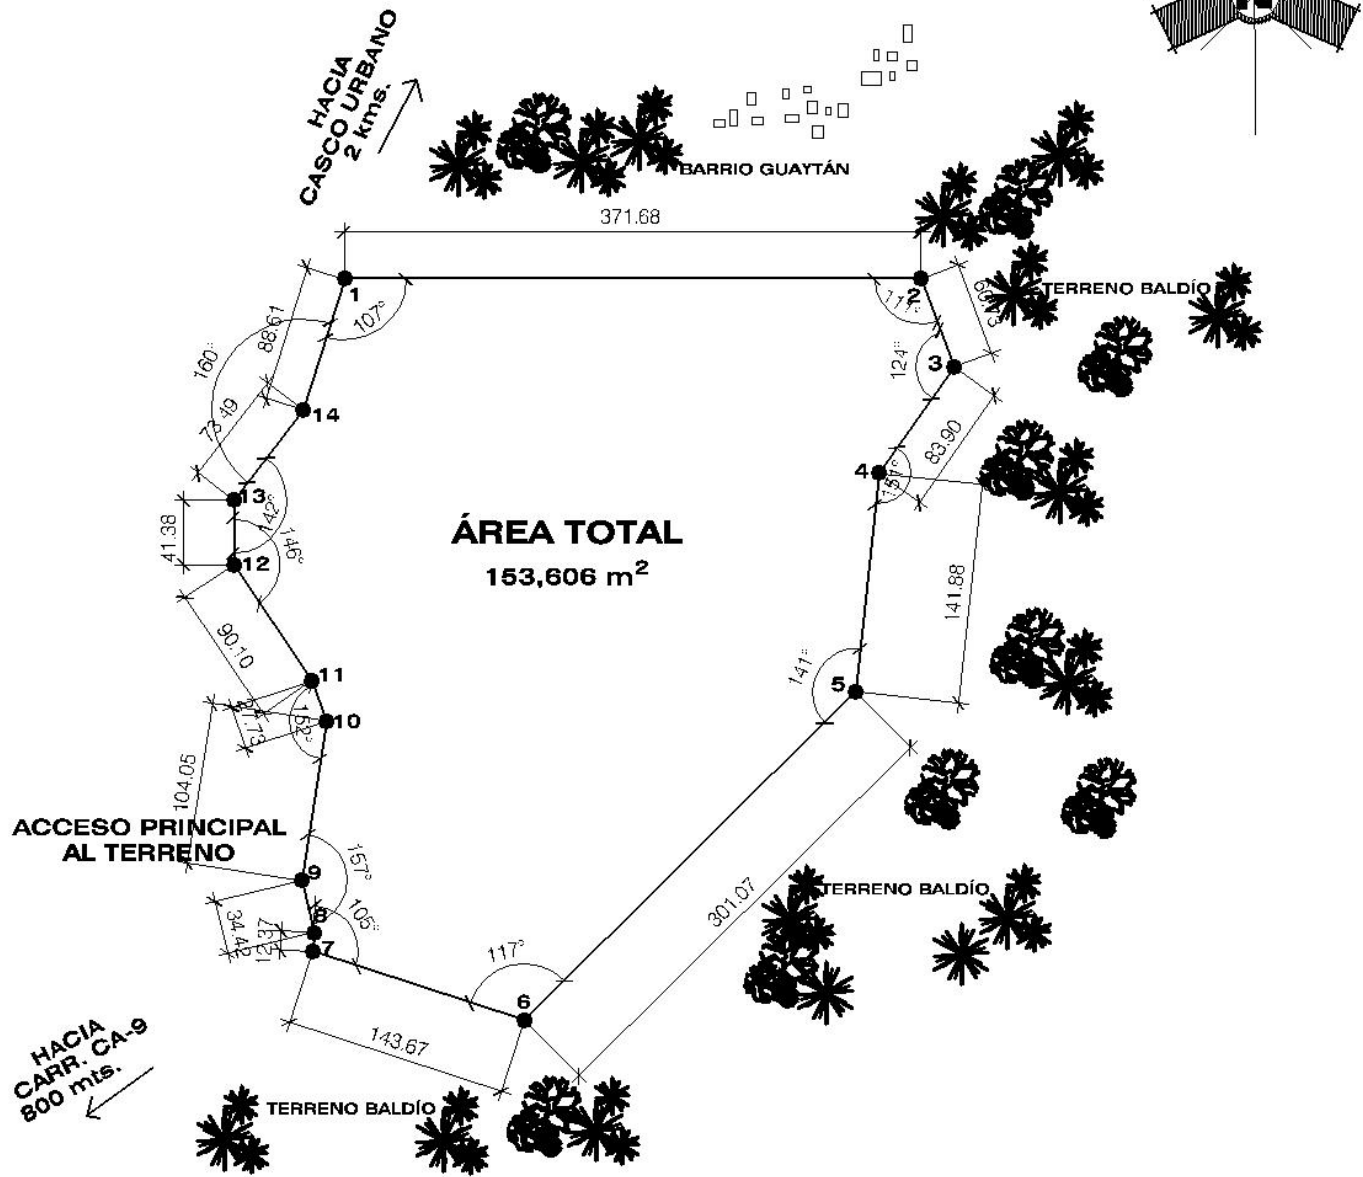 HACIA
CASCO URBANO
2 kms.
BARRIO GUAYTÁN
371.68
1
2
TERRENO BALDÍO
107°
111°
88.61
160°
124°
3
14
73.49
83.90
4
151°
13
142°
41.38
146°
12
ÁREA TOTAL
153,606 m²
141.88
90.10
11
141°
5
10
152°
27.73
104.05
ACCESO PRINCIPAL
AL TERRENO
9
157°
8
105°
34.42
7
TERRENO BALDÍO
301.07
117°
6
143.67
HACIA
CARR. CA-9
800 mts.
TERRENO BALDÍO